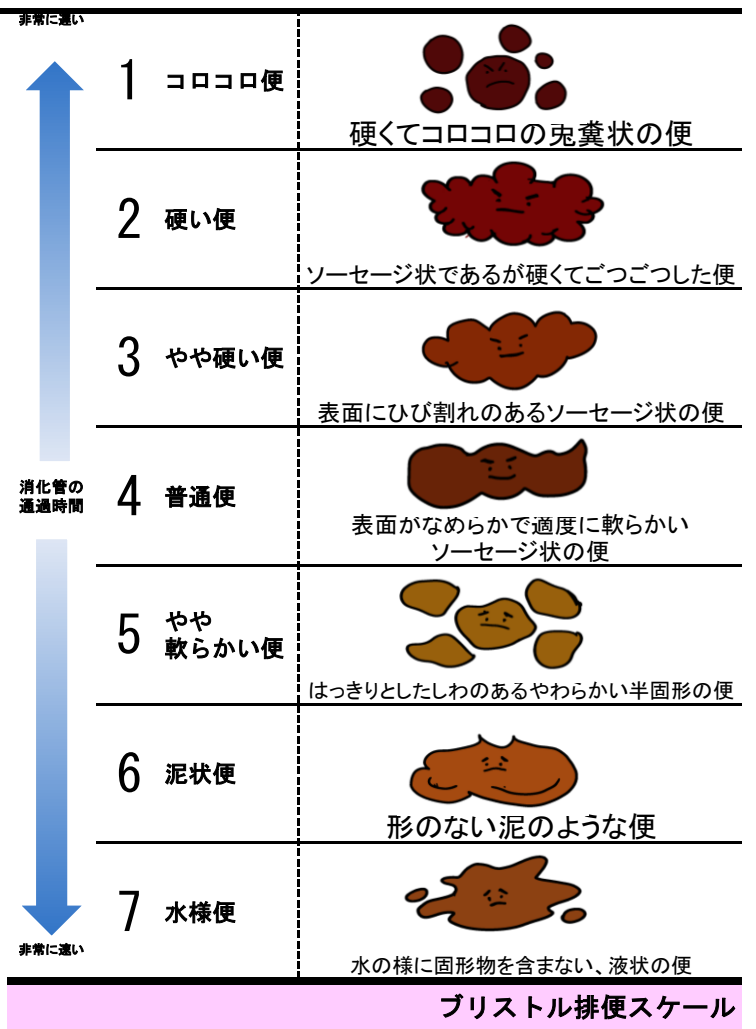 非常に遅い
1 コロコロ便
硬くてコロコロの兎糞状の便
2 硬い便
ソーセージ状であるが硬くてごつごつした便
3 やや硬い便
表面にひび割れのあるソーセージ状の便
消化管の
通過時間
4 普通便
表面がなめらかで適度に軟らかい
ソーセージ状の便
5 やや
軟らかい便
はっきりとしたしわのあるやわらかい半固形の便
6 泥状便
形のない泥のような便
7 水様便
水の様に固形物を含まない、液状の便
非常に速い
ブリストル排便スケール